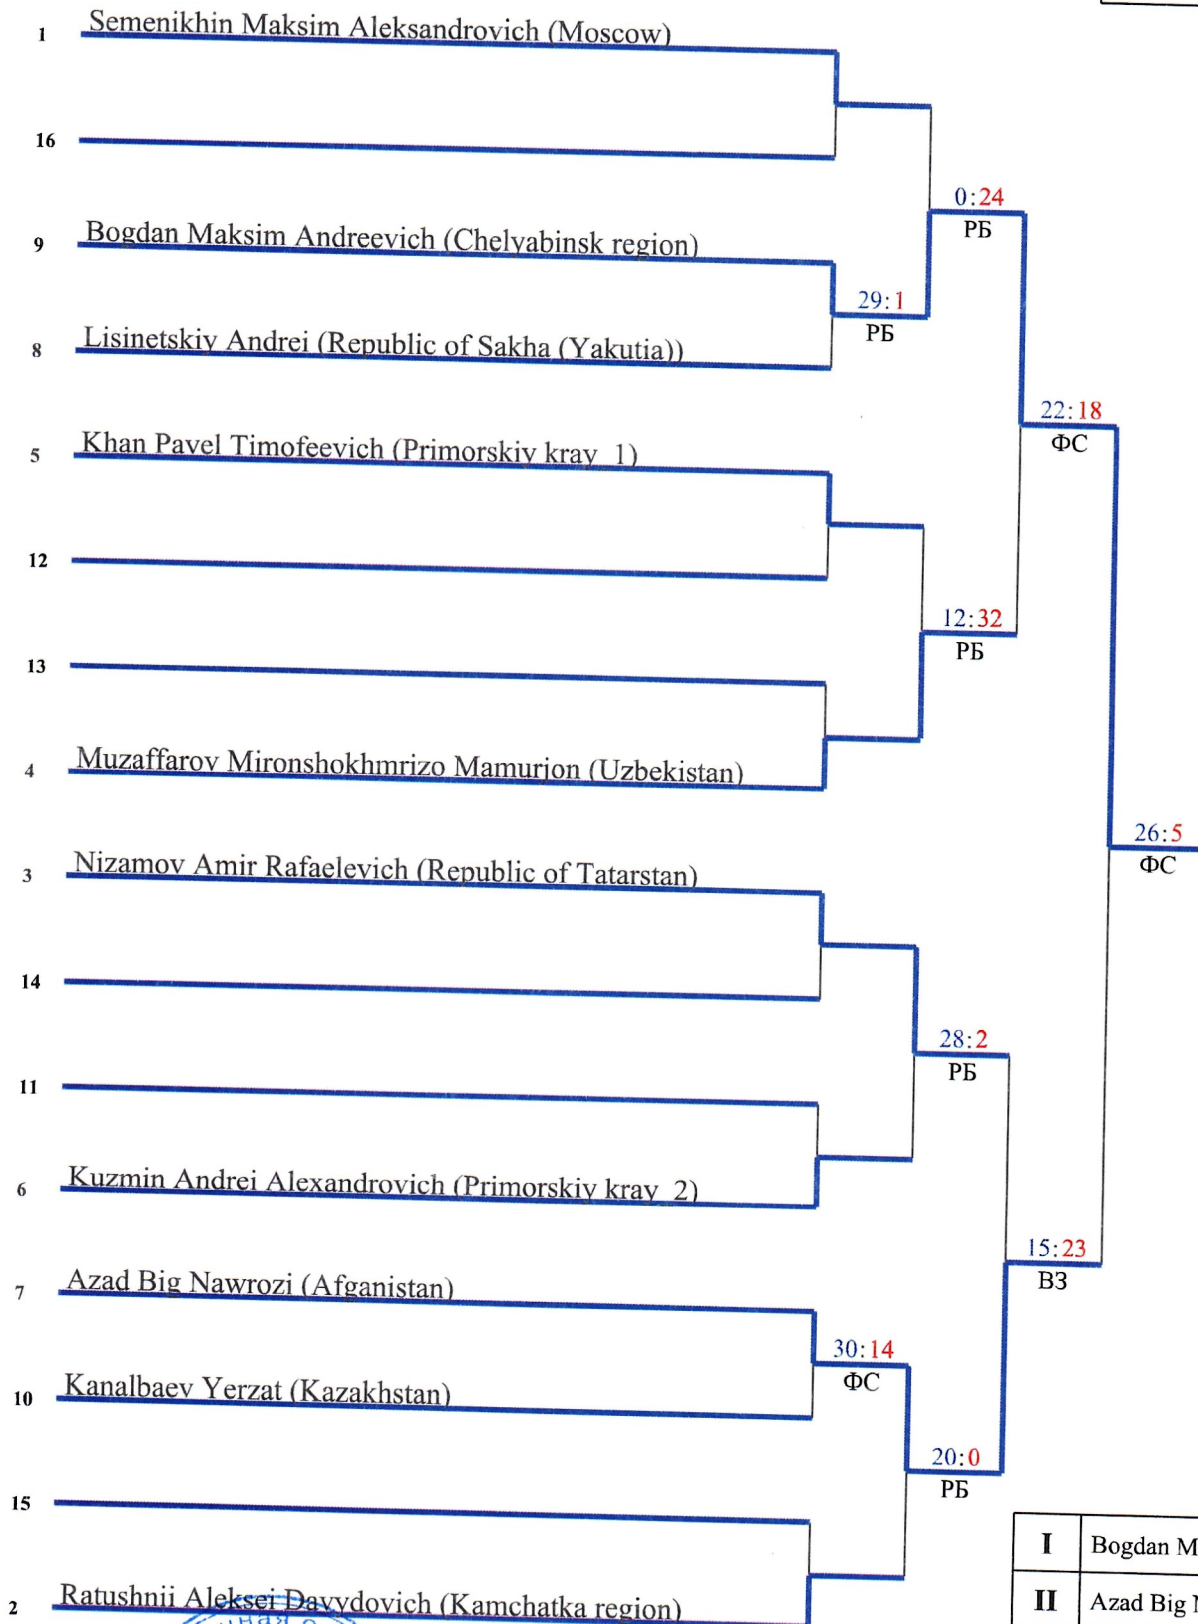 1 Semenikhin Maksim Aleksandrovich (Moscow)
16
0:24
РБ
9 Bogdan Maksim Andreevich (Chelyabinsk region)
29:1
РБ
8 Lisinetskiy Andrei (Republic of Sakha (Yakutia))
22:18
ФС
5 Khan Pavel Timofeevich (Primorskiy kray_1)
12
12:32
РБ
13
4 Muzaffarov Mironshokhmrizo Mamurjon (Uzbekistan)
26:5
ФС
3 Nizamov Amir Rafaelevich (Republic of Tatarstan)
14
28:2
РБ
11
6 Kuzmin Andrei Alexandrovich (Primorskiy kray_2)
15:23
ВЗ
7 Azad Big Nawrozi (Afganistan)
30:14
ФС
10 Kanalbaev Yerzat (Kazakhstan)
20:0
РБ
15
I Bogdan M
2 Ratushnii Aleksei Davydovich (Kamchatka region)
II Azad Big